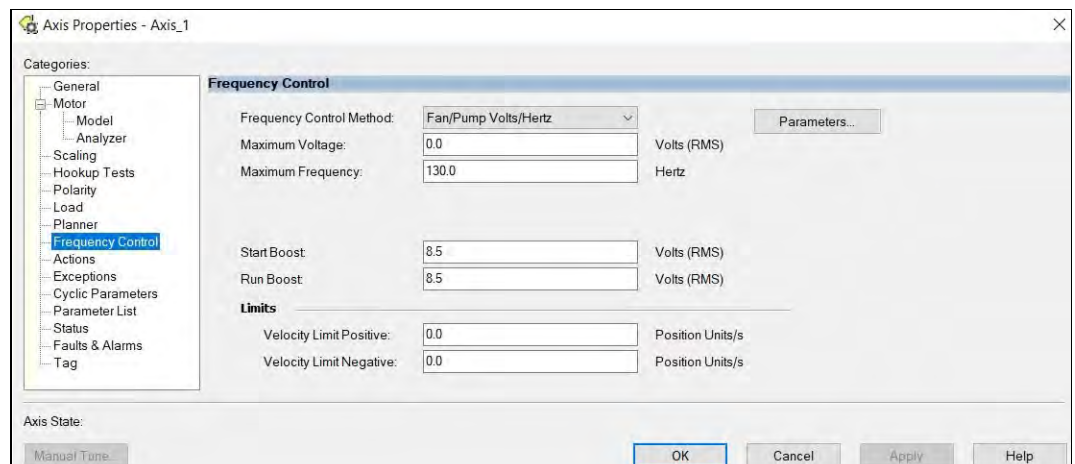 Axis Properties - Axis_1
Categories:
General
Motor
Model
Analyzer
Scaling
Hookup Tests
Polarity
Load
Planner
Frequency Control
Actions
Exceptions
Cyclic Parameters
Parameter List
Status
Faults & Alarms
Tag
Frequency Control
Frequency Control Method: Fan/Pump Volts/Hertz Parameters...
Maximum Voltage: 0.0 Volts (RMS)
Maximum Frequency: 130.0 Hertz
Start Boost: 8.5 Volts (RMS)
Run Boost: 8.5 Volts (RMS)
Limits
Velocity Limit Positive: 0.0 Position Units/s
Velocity Limit Negative: 0.0 Position Units/s
Axis State:
Manual Tune... OK Cancel Apply Help